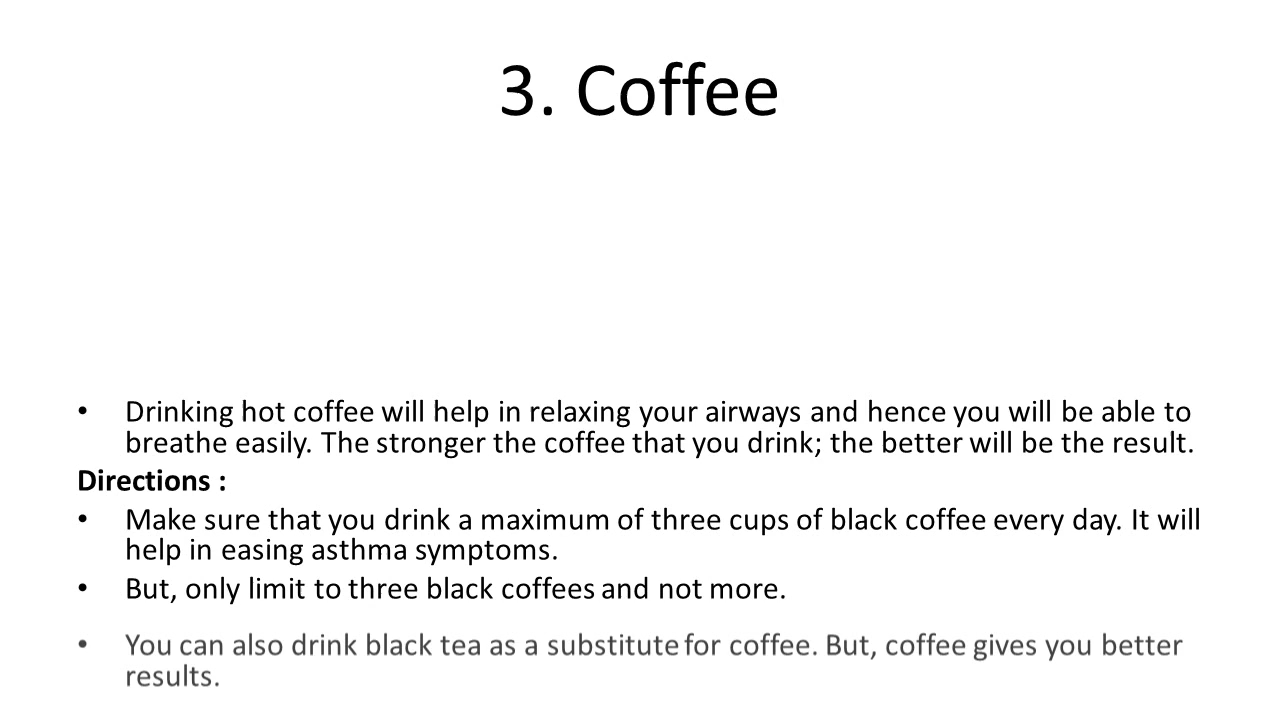 3. Coffee
• Drinking hot coffee will help in relaxing your airways and hence you will be able to
breathe easily. The stronger the coffee that you drink; the better will be the result.
Directions :
• Make sure that you drink a maximum of three cups of black coffee every day. It will
help in easing asthma symptoms.
• But, only limit to three black coffees and not more.
• You can also drink black tea as a substitute for coffee. But, coffee gives you better
results.